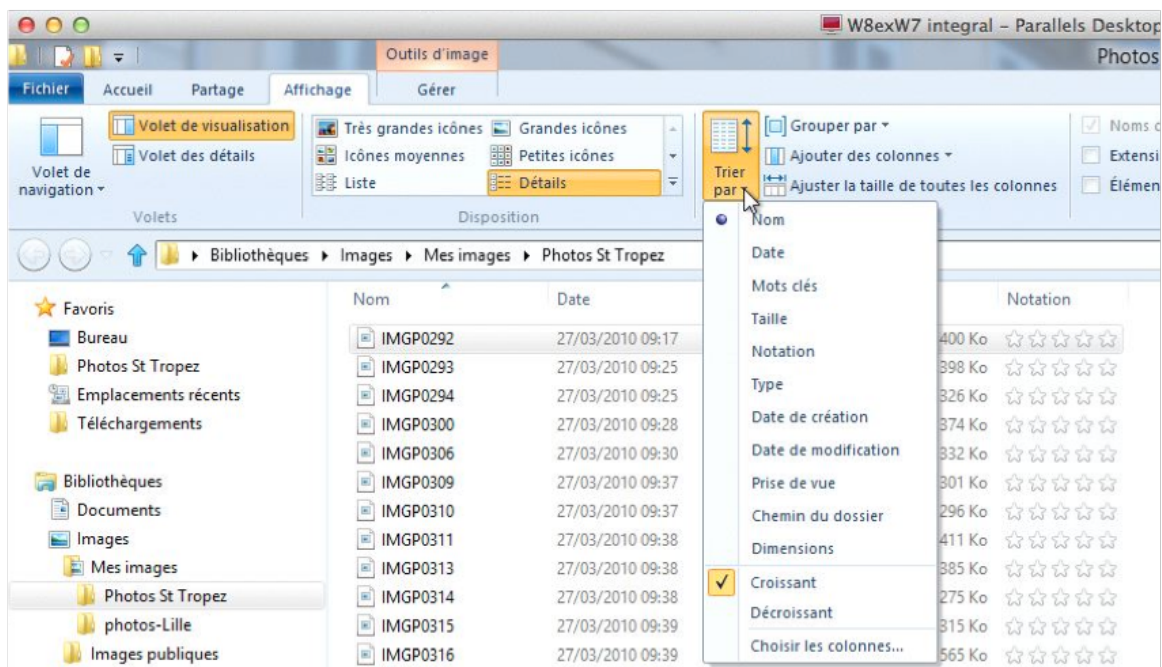 W8exW7 integral – Parallels Desktop
Outils d'image
Photos
Fichier Accueil Partage Affichage Gérer
Volet de navigation
Volet de visualisation
Volet des détails
Volets
Très grandes icônes Grandes icônes
Icônes moyennes Petites icônes
Liste Détails
Disposition
Trier par
Grouper par
Ajouter des colonnes
Ajuster la taille de toutes les colonnes
Noms
Extensi
Élémen
Bibliothèques Images Mes images Photos St Tropez
Favoris
Bureau
Photos St Tropez
Emplacements récents
Téléchargements
Bibliothèques
Documents
Images
Mes images
Photos St Tropez
photos-Lille
Images publiques
Nom Date Notation
IMGP0292 27/03/2010 09:17 400 Ko
IMGP0293 27/03/2010 09:25 398 Ko
IMGP0294 27/03/2010 09:25 326 Ko
IMGP0300 27/03/2010 09:28 374 Ko
IMGP0306 27/03/2010 09:30 332 Ko
IMGP0309 27/03/2010 09:37 301 Ko
IMGP0310 27/03/2010 09:37 296 Ko
IMGP0311 27/03/2010 09:38 411 Ko
IMGP0313 27/03/2010 09:38 385 Ko
IMGP0314 27/03/2010 09:38 275 Ko
IMGP0315 27/03/2010 09:39 315 Ko
IMGP0316 27/03/2010 09:39 565 Ko
Nom
Date
Mots clés
Taille
Notation
Type
Date de création
Date de modification
Prise de vue
Chemin du dossier
Dimensions
Croissant
Décroissant
Choisir les colonnes...